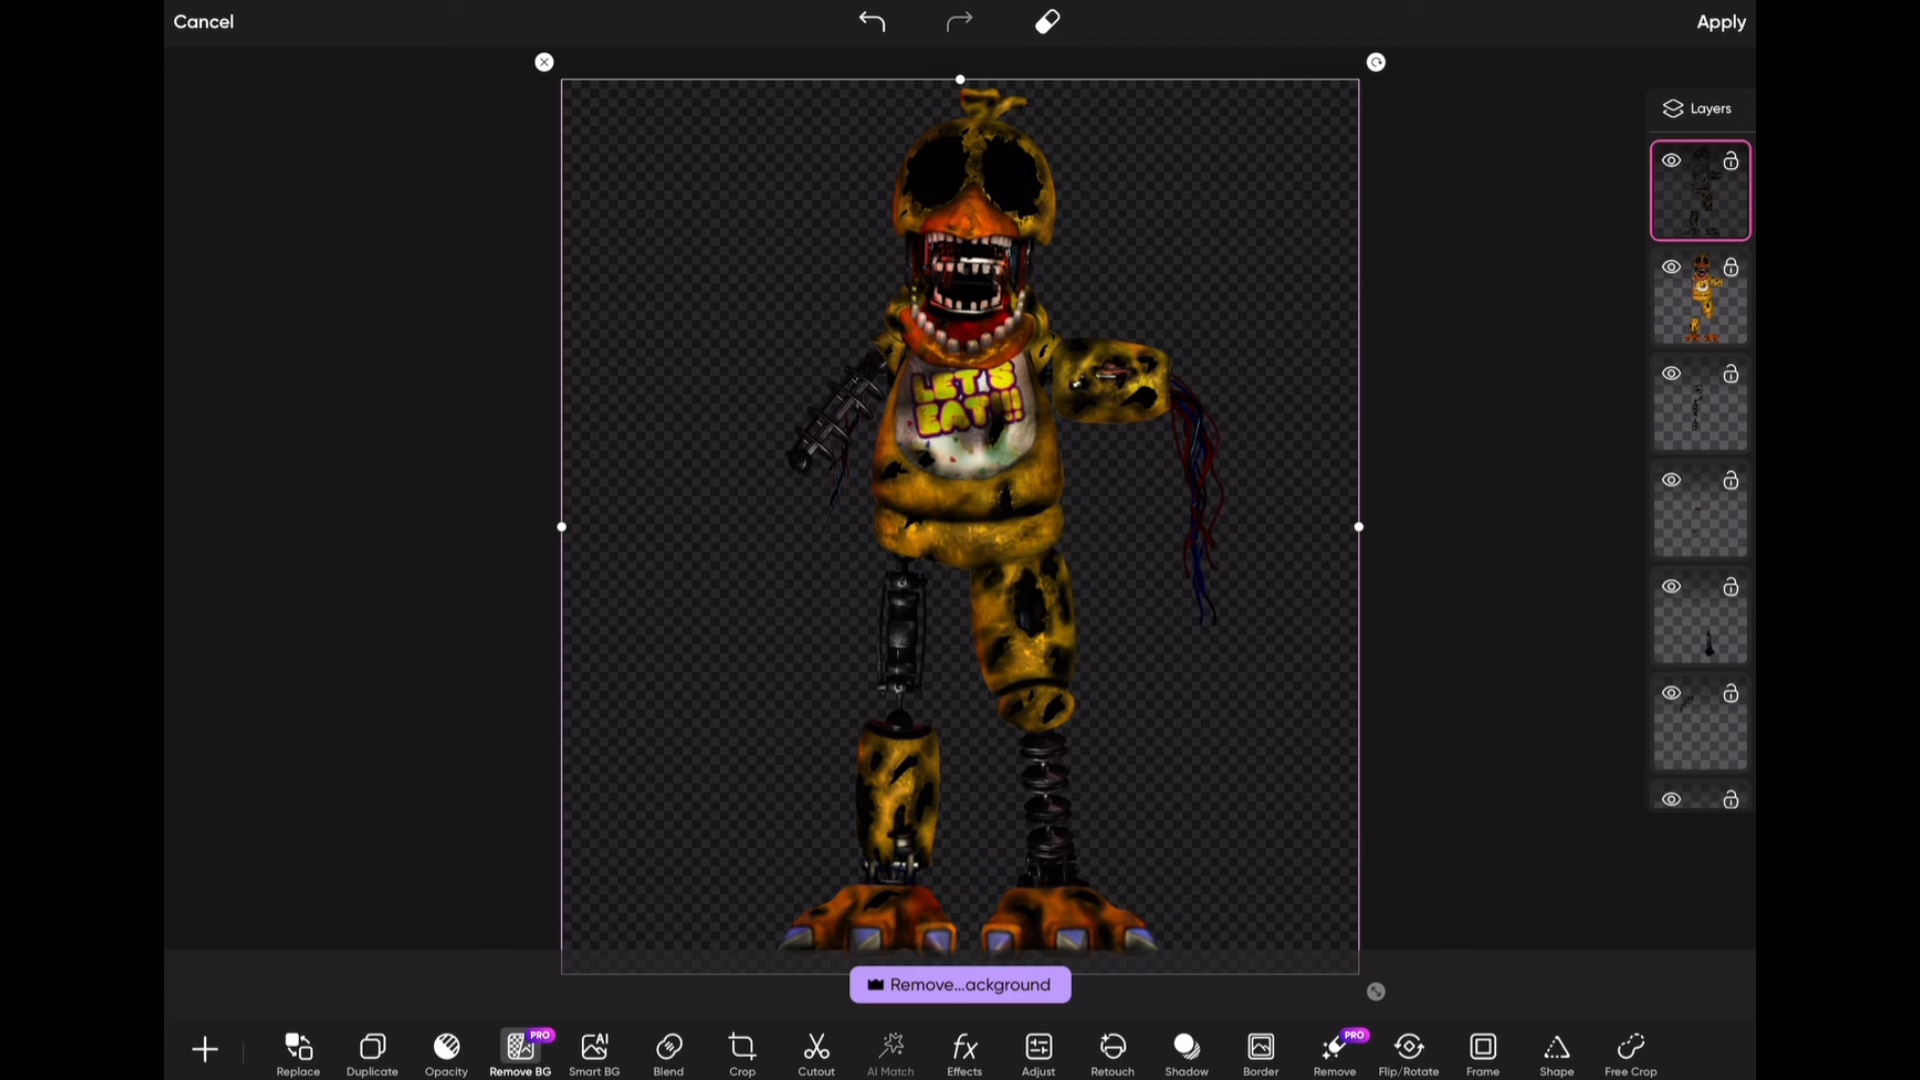 Cancel
Apply
Layers
LET'S
EAT!!!
Remove...ackground
PRO
PRO
Replace
Duplicate
Opacity
Remove BG
Smart BG
Blend
Crop
Cutout
AI Match
Effects
Adjust
Retouch
Shadow
Border
Remove
Flip/Rotate
Frame
Shape
Free Crop